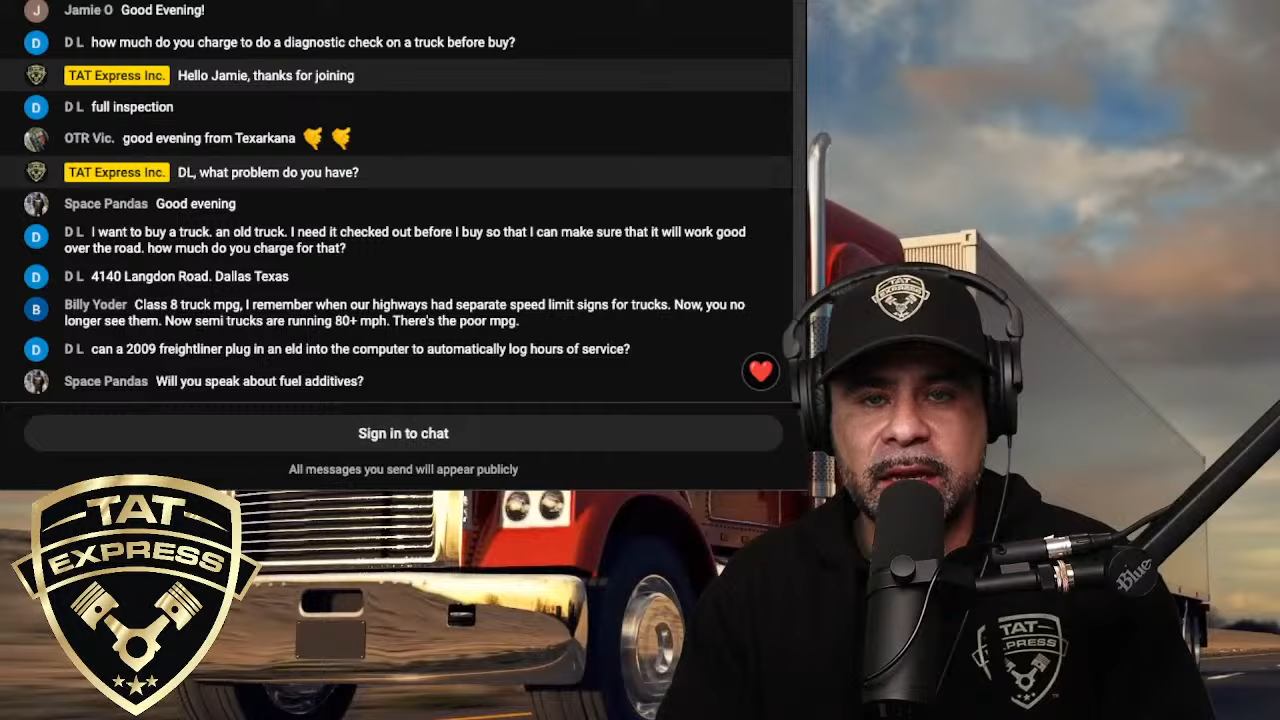 J Jamie O Good Evening!
D D L how much do you charge to do a diagnostic check on a truck before buy?
TAT Express Inc. Hello Jamie, thanks for joining
D D L full inspection
OTR Vic. good evening from Texarkana 🤙 🤙
TAT Express Inc. DL, what problem do you have?
Space Pandas Good evening
D D L I want to buy a truck. an old truck. I need it checked out before I buy so that I can make sure that it will work good
over the road. how much do you charge for that?
D D L 4140 Langdon Road. Dallas Texas
B Billy Yoder Class 8 truck mpg, I remember when our highways had separate speed limit signs for trucks. Now, you no
longer see them. Now semi trucks are running 80+ mph. There's the poor mpg.
D D L can a 2009 freightliner plug in an eld into the computer to automatically log hours of service?
Space Pandas Will you speak about fuel additives?
❤️
Sign in to chat
All messages you send will appear publicly
TAT
EXPRESS
TAT
EXPRESS
Blue
TAT
EXPRESS